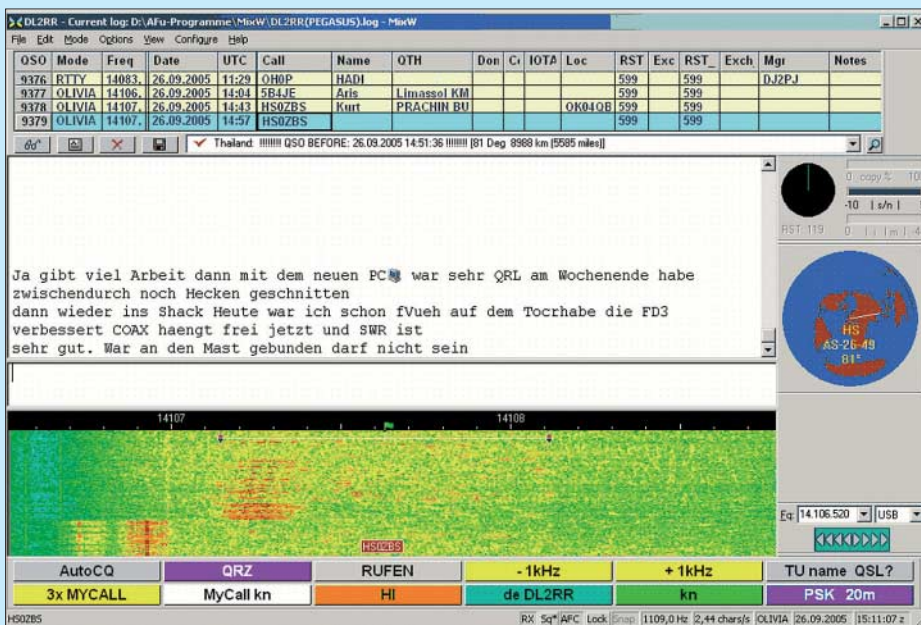 DL2RR - Current log: D:\AFu-Programme\MixW\DL2RR(PEGASUS).log - MixW
File Edit Mode Options View Configure Help
QSO Mode Freq Date UTC Call Name QTH Don IOTA Loc RST Exc RST_ Exch Mgr Notes
9376 RTTY 14083, 26.09.2005 11:29 OH0P HADI 599 599 DJ2PJ
9377 OLIVIA 14106, 26.09.2005 14:04 5B4JE Aris Limassol KM 599 599
9378 OLIVIA 14107, 26.09.2005 14:43 HS0ZBS Kurt PRACHIN BU OK04QB 599 599
9379 OLIVIA 14107, 26.09.2005 14:57 HS0ZBS 599 599
Thailand: !!!!!!!! QSO BEFORE: 26.09.2005 14:51:36 !!!!!!!! [81 Deg 8988 km (5585 miles)]
0 copy% 10
-10 | s/n |
RST: 119
Ja gibt viel Arbeit dann mit dem neuen PC war sehr QRL am Wochenende habe
zwischendurch noch Hecken geschnitten
dann wieder ins Shack Heute war ich schon fVueh auf dem Tocrhabe die FD3
verbessert COAX haengt frei jetzt und SWR ist
sehr gut. War an den Mast gebunden darf nicht sein
HS
AS-26-49
81°
14107 14108
HS0ZBS
Fq: 14.106.520 USB
AutoCQ QRZ RUFEN - 1kHz + 1kHz TU name QSL?
3x MYCALL MyCall kn HI de DL2RR kn PSK 20m
HS0ZBS RX Sq* AFC Lock Snap 1109,0 Hz 2,44 chars/s OLIVIA 26.09.2005 15:11:07 z